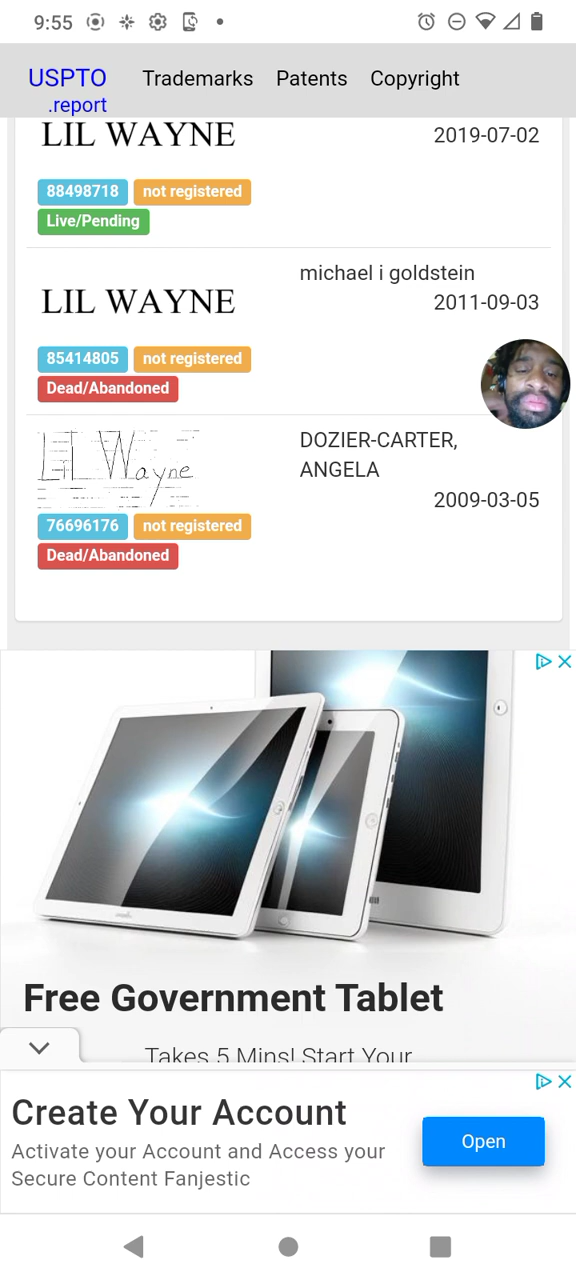 9:55
USPTO
.report
Trademarks Patents Copyright
LIL WAYNE
2019-07-02
88498718 not registered
Live/Pending
michael i goldstein
LIL WAYNE
2011-09-03
85414805 not registered
Dead/Abandoned
Lil Wayne
DOZIER-CARTER,
ANGELA
2009-03-05
76696176 not registered
Dead/Abandoned
Free Government Tablet
Takes 5 Mins! Start Your
Create Your Account
Activate your Account and Access your
Secure Content Fanjestic
Open